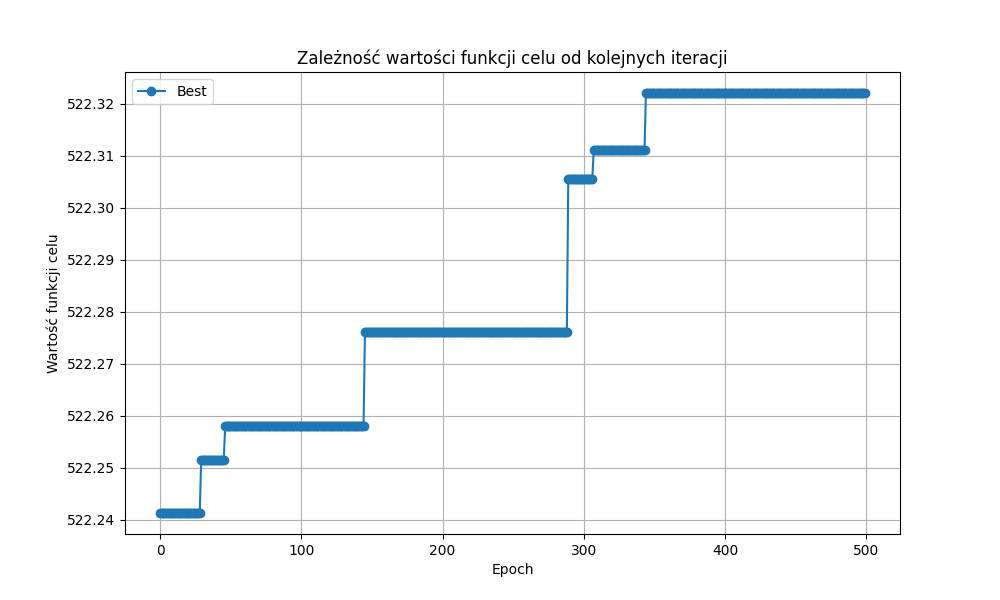 Zależność wartości funkcji celu od kolejnych iteracji
Best
522.32
522.31
522.30
522.29
522.28
522.27
522.26
522.25
522.24
Wartość funkcji celu
0 100 200 300 400 500
Epoch